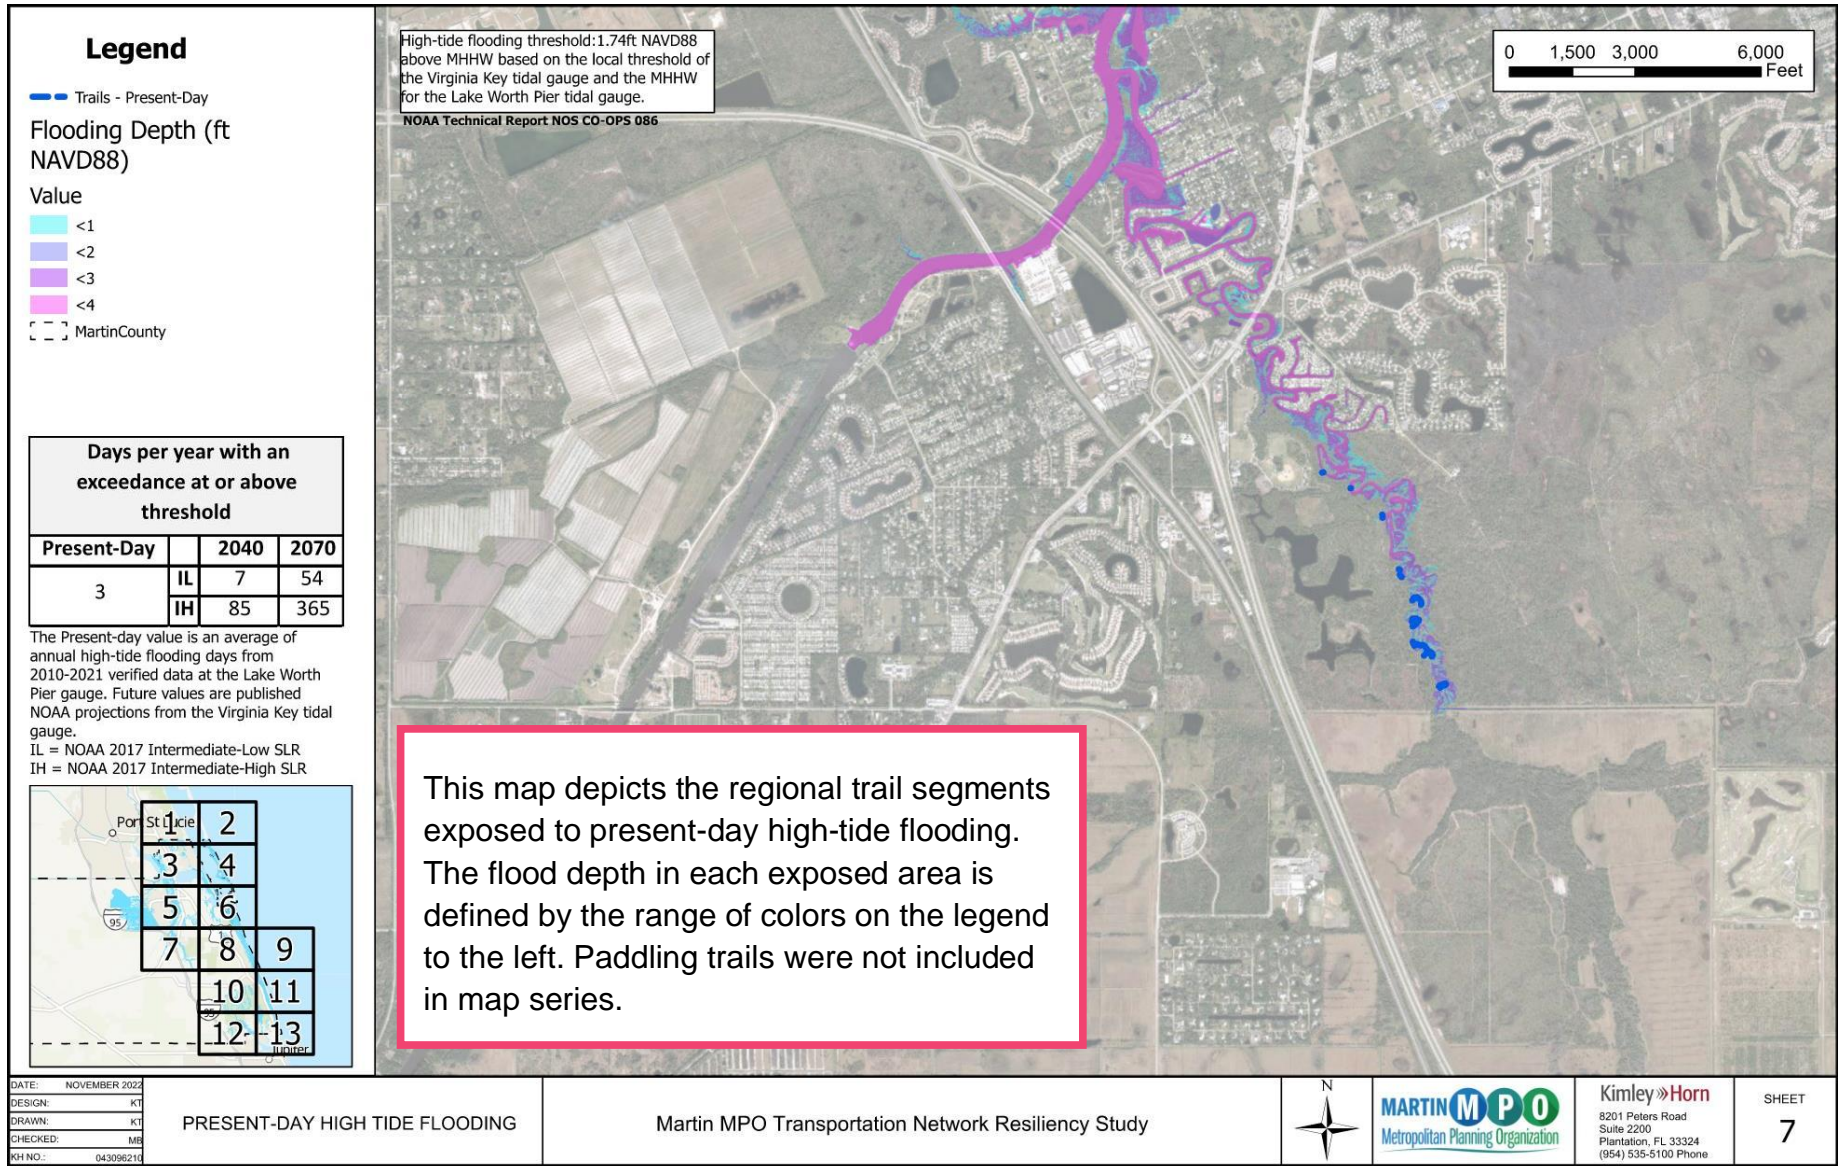 Legend
Trails - Present-Day
Flooding Depth (ft
NAVD88)
Value
<1
<2
<3
<4
MartinCounty
Days per year with an
exceedance at or above
threshold
Present-Day 2040 2070
3 IL 7 54
IH 85 365
The Present-day value is an average of
annual high-tide flooding days from
2010-2021 verified data at the Lake Worth
Pier gauge. Future values are published
NOAA projections from the Virginia Key tidal
gauge.
IL = NOAA 2017 Intermediate-Low SLR
IH = NOAA 2017 Intermediate-High SLR
Port St Lucie
1 2
3 4
5 6
95
1
7 8 9
10 11
95
12 13
Jupiter
High-tide flooding threshold:1.74ft NAVD88
above MHHW based on the local threshold of
the Virginia Key tidal gauge and the MHHW
for the Lake Worth Pier tidal gauge.
NOAA Technical Report NOS CO-OPS 086
0 1,500 3,000 6,000
Feet
This map depicts the regional trail segments
exposed to present-day high-tide flooding.
The flood depth in each exposed area is
defined by the range of colors on the legend
to the left. Paddling trails were not included
in map series.
DATE: NOVEMBER 2022
DESIGN: KT
DRAWN: KT
CHECKED: MB
KH NO.: 043096210
PRESENT-DAY HIGH TIDE FLOODING
Martin MPO Transportation Network Resiliency Study
N
MARTIN MPO
Metropolitan Planning Organization
Kimley»Horn
8201 Peters Road
Suite 2200
Plantation, FL 33324
(954) 535-5100 Phone
SHEET
7